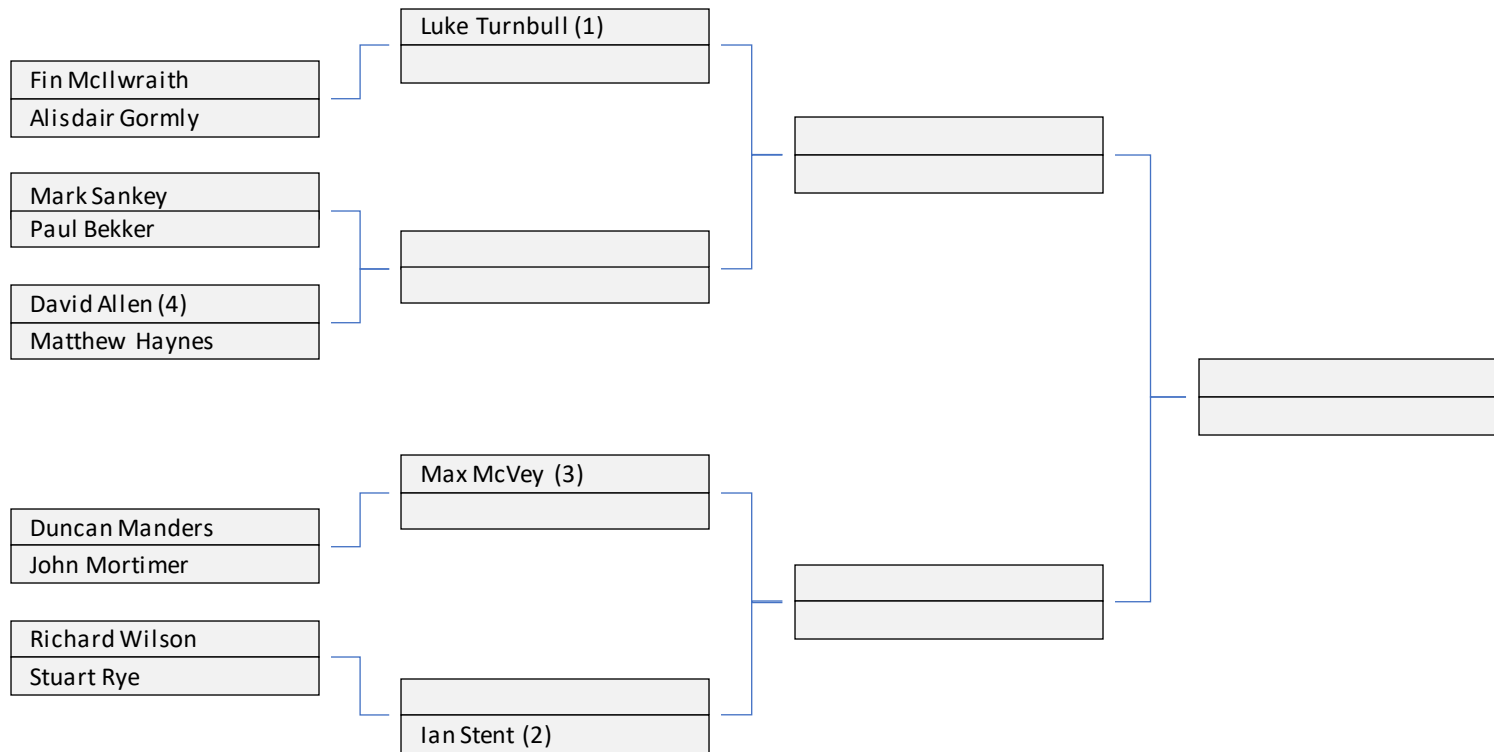 Luke Turnbull (1)
Fin McIlwraith
Alisdair Gormly
Mark Sankey
Paul Bekker
David Allen (4)
Matthew Haynes
Max McVey (3)
Duncan Manders
John Mortimer
Richard Wilson
Stuart Rye
Ian Stent (2)